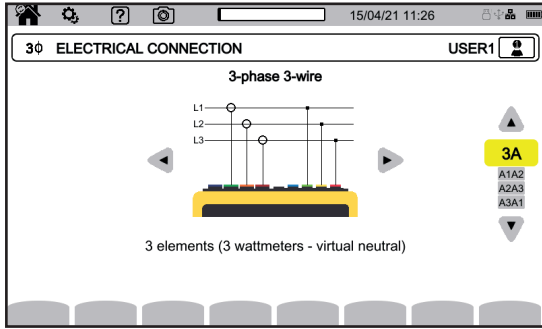 15/04/21 11:26
3ϕ ELECTRICAL CONNECTION USER1
3-phase 3-wire
L1
L2
L3
3A
A1A2
A2A3
A3A1
3 elements (3 wattmeters - virtual neutral)